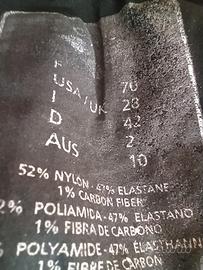 F 70
USA/UK 28
I 42
D 2
AUS 10
52% NYLON - 47% ELASTANE
1% CARBON FIBER
2% POLIAMIDA - 47% ELASTANO
1% FIBRA DE CARBONO
% POLYAMIDE - 47% ELASTHANN
1% FIBRE DE CARBON